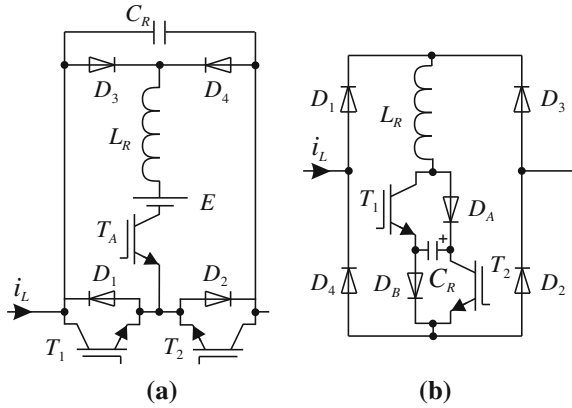 C_R
D_3 D_4
L_R
E
T_A
D_1 D_2
i_L
T_1 T_2
(a)
D_1 D_3
L_R
i_L
T_1
D_A
+
T_2
D_4 D_B C_R D_2
(b)